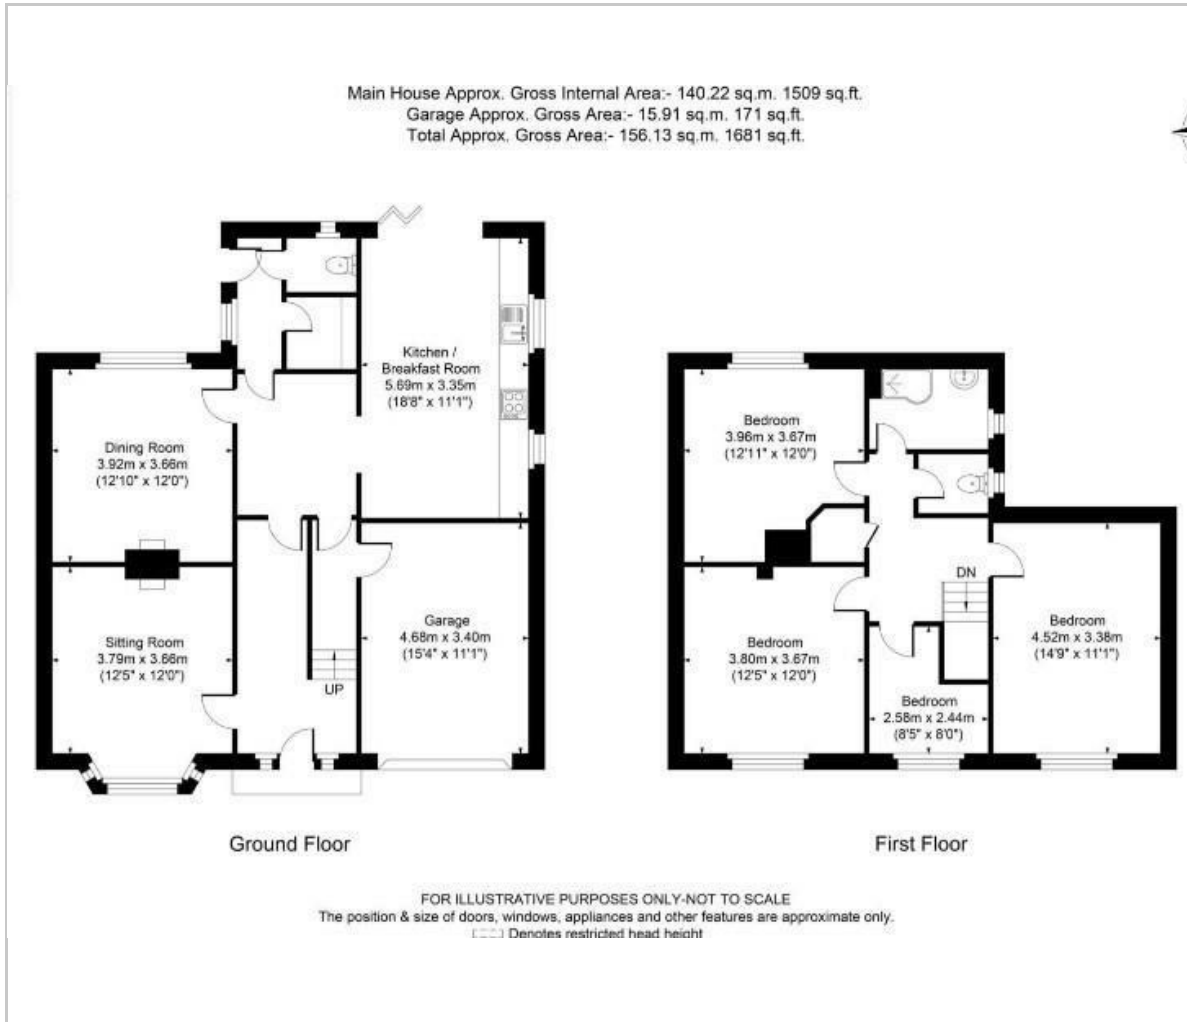 Main House Approx. Gross Internal Area:- 140.22 sq.m. 1509 sq.ft.
Garage Approx. Gross Area:- 15.91 sq.m. 171 sq.ft.
Total Approx. Gross Area:- 156.13 sq.m. 1681 sq.ft.
Kitchen /
Breakfast Room
5.69m x 3.35m
(18'8" x 11'1")
Dining Room
3.92m x 3.66m
(12'10" x 12'0")
Sitting Room
3.79m x 3.66m
(12'5" x 12'0")
UP
Garage
4.68m x 3.40m
(15'4" x 11'1")
Ground Floor
Bedroom
3.96m x 3.67m
(12'11" x 12'0")
DN
Bedroom
3.80m x 3.67m
(12'5" x 12'0")
Bedroom
4.52m x 3.38m
(14'9" x 11'1")
Bedroom
2.58m x 2.44m
(8'5" x 8'0")
First Floor
FOR ILLUSTRATIVE PURPOSES ONLY-NOT TO SCALE
The position & size of doors, windows, appliances and other features are approximate only.
Denotes restricted head height